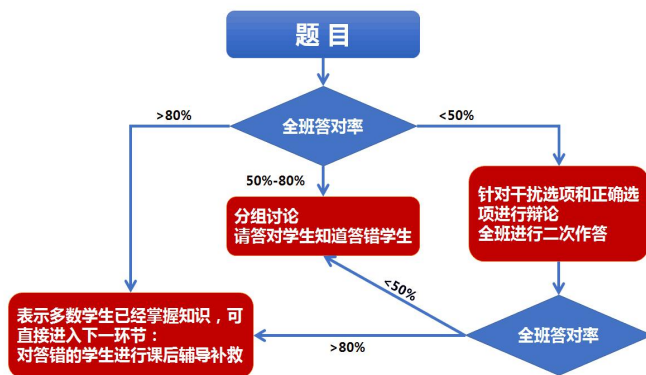 题 目
全班答对率
>80%
<50%
50%-80%
分组讨论
请答对学生知道答错学生
针对干扰选项和正确选
项进行辩论
全班进行二次作答
<50%
表示多数学生已经掌握知识，可
直接进入下一环节：
对答错的学生进行课后辅导补救
>80%
全班答对率